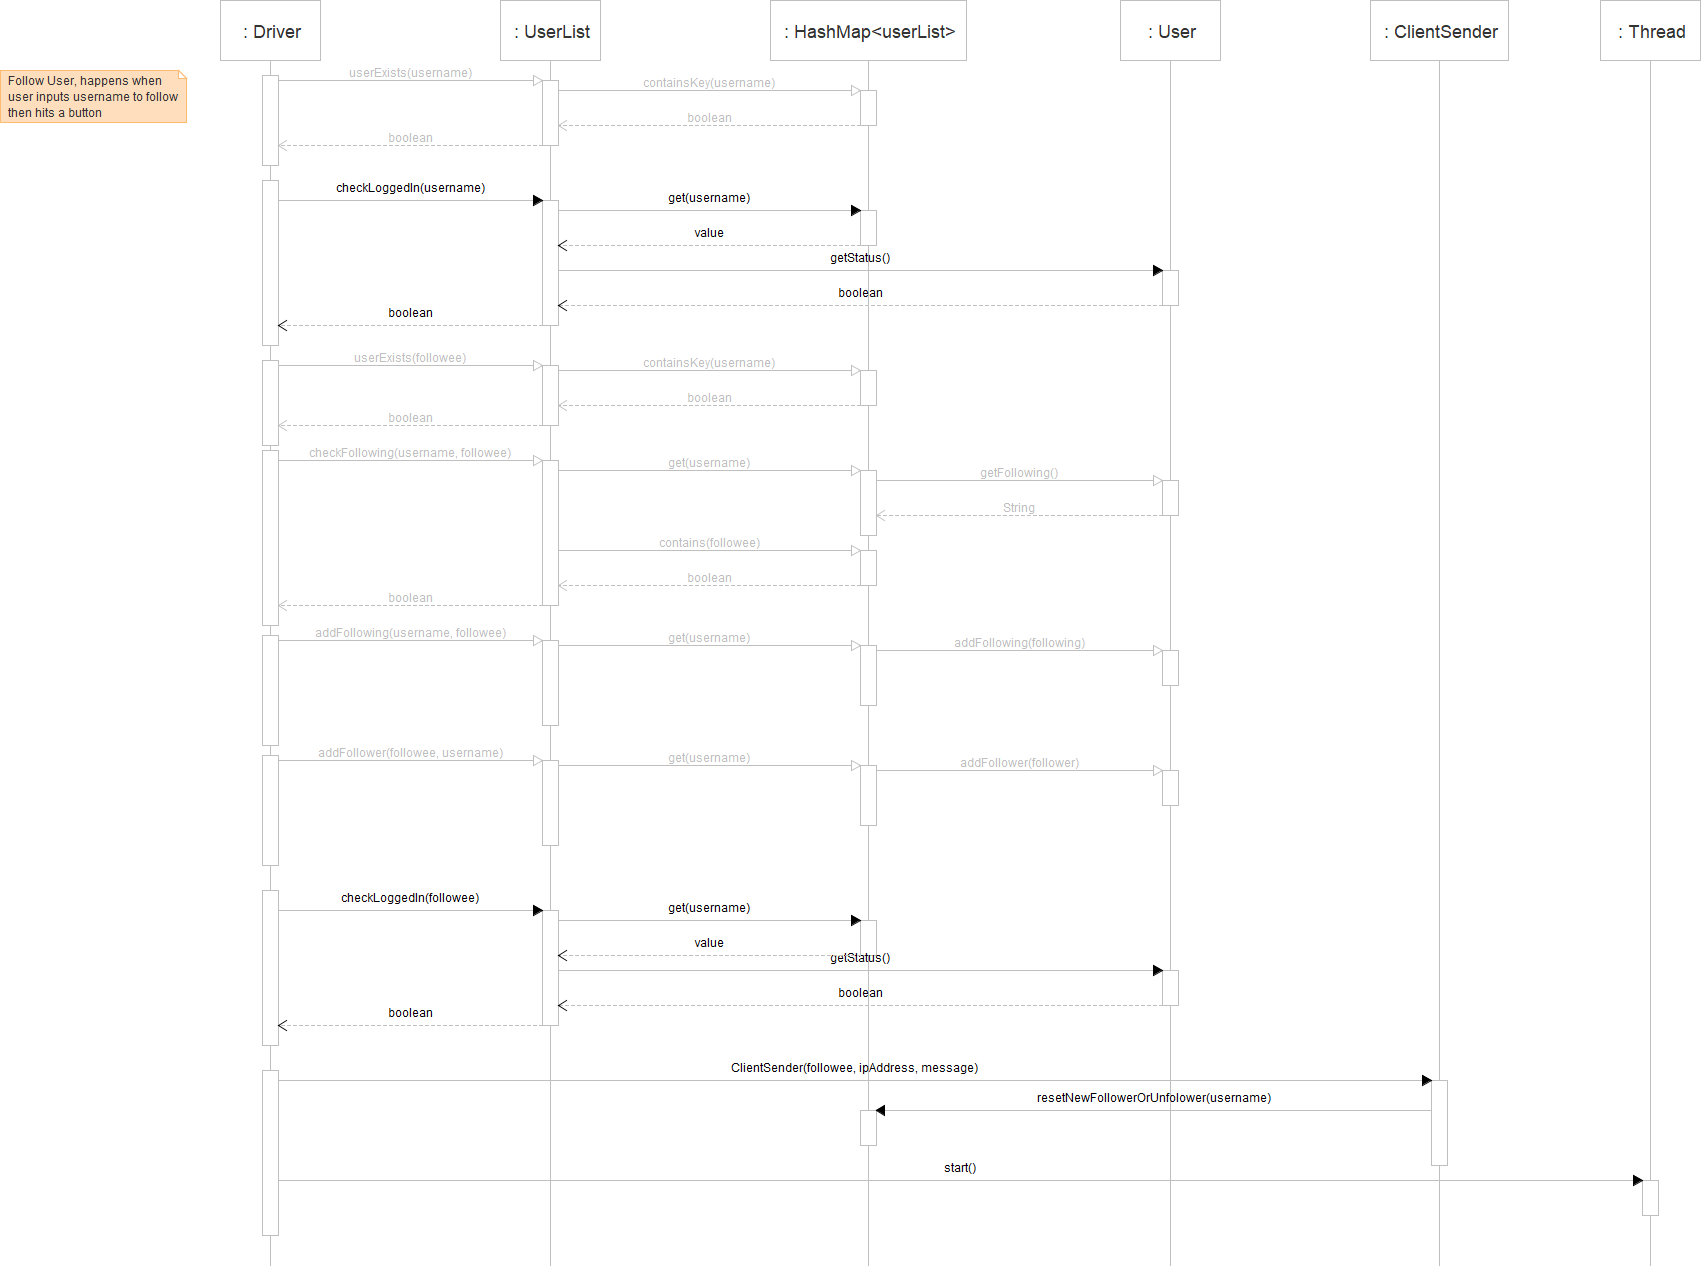 : Driver
: UserList
: HashMap<userList>
: User
: ClientSender
: Thread
Follow User, happens when
user inputs username to follow
then hits a button
userExists(username)
containsKey(username)
boolean
boolean
checkLoggedIn(username)
get(username)
value
getStatus()
boolean
boolean
userExists(followee)
containsKey(username)
boolean
boolean
checkFollowing(username, followee)
get(username)
getFollowing()
String
contains(followee)
boolean
boolean
addFollowing(username, followee)
get(username)
addFollowing(following)
addFollower(followee, username)
get(username)
addFollower(follower)
checkLoggedIn(followee)
get(username)
value
getStatus()
boolean
boolean
ClientSender(followee, ipAddress, message)
resetNewFollowerOrUnfolower(username)
start()